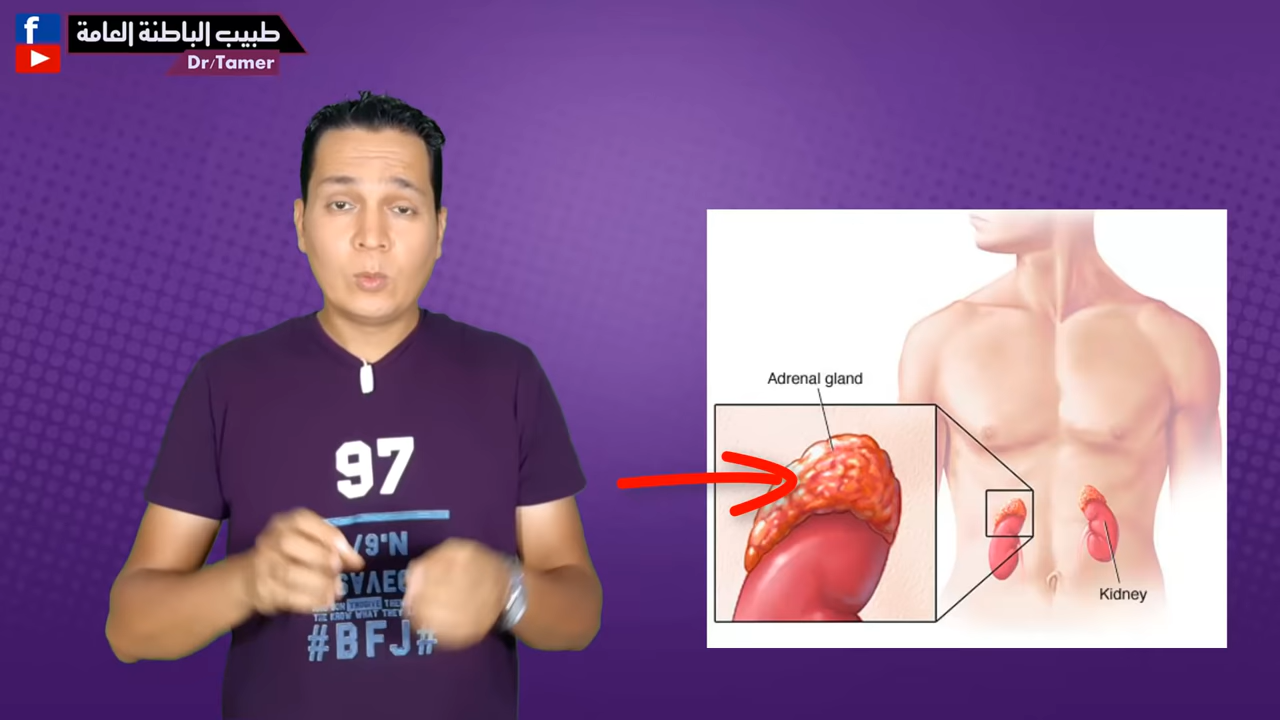 طبيب الباطنة العامة
Dr/Tamer
97
#BFJ#
Adrenal gland
Kidney